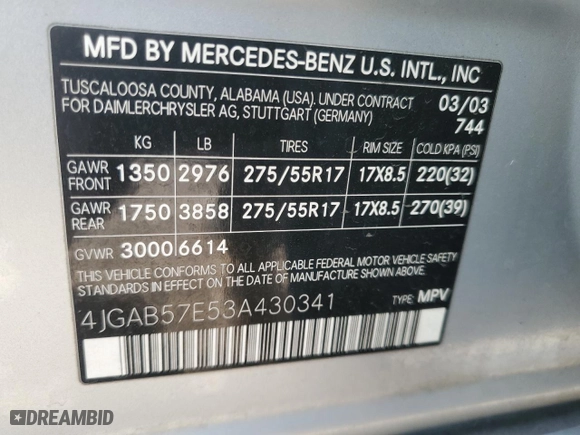 MFD BY MERCEDES-BENZ U.S. INTL., INC
TUSCALOOSA COUNTY, ALABAMA (USA). UNDER CONTRACT 03/03
FOR DAIMLERCHRYSLER AG, STUTTGART (GERMANY) 744
KG LB TIRES RIM SIZE COLD KPA (PSI)
GAWR FRONT 1350 2976 275/55R17 17X8.5 220(32)
GAWR REAR 1750 3858 275/55R17 17X8.5 270(39)
GVWR 3000 6614
THIS VEHICLE CONFORMS TO ALL APPLICABLE FEDERAL MOTOR VEHICLE SAFETY
STANDARDS IN EFFECT ON THE DATE OF MANUFACTURE SHOWN ABOVE.
4JGAB57E53A430341 TYPE: MPV
DREAMBID